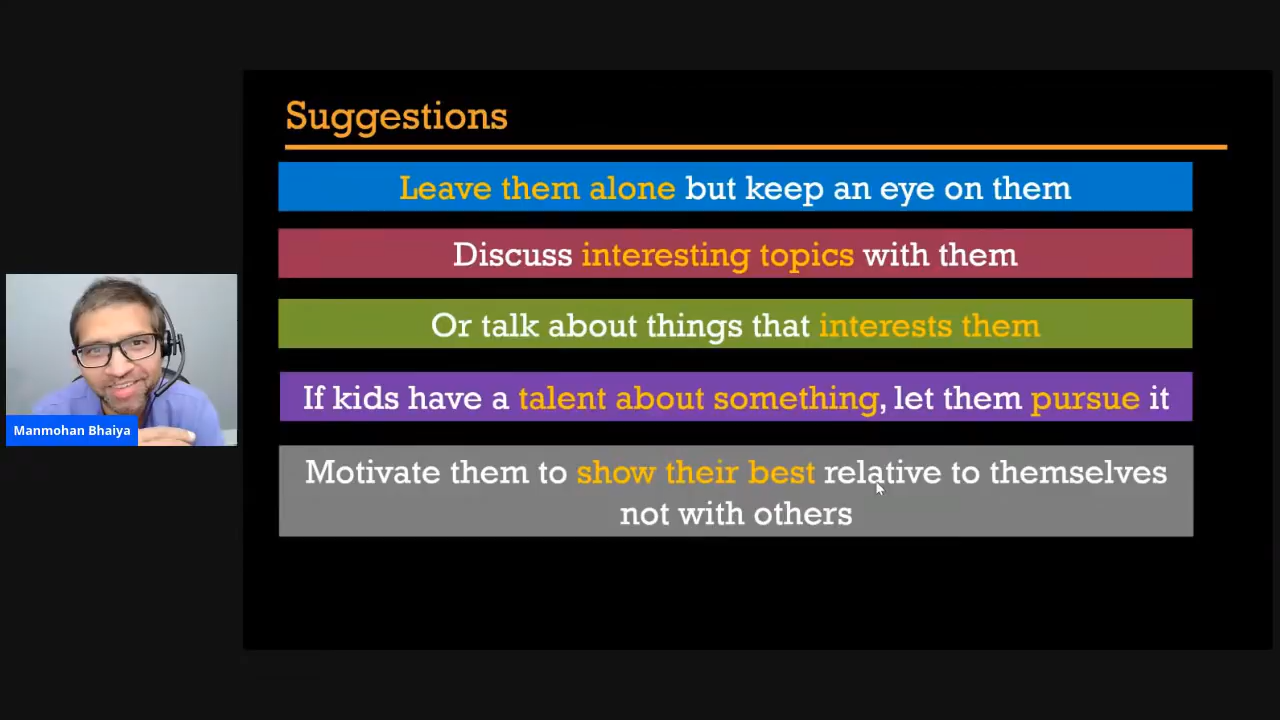 Suggestions
Leave them alone but keep an eye on them
Discuss interesting topics with them
Or talk about things that interests them
If kids have a talent about something, let them pursue it
Motivate them to show their best relative to themselves
not with others
Manmohan Bhaiya